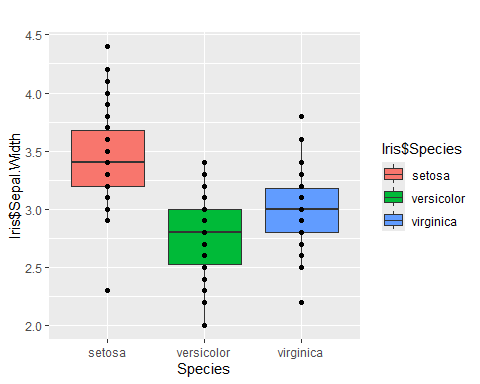 4.5
4.0
3.5
3.0
2.5
2.0
Iris$Sepal.Width
setosa versicolor virginica
Species
Iris$Species
setosa
versicolor
virginica